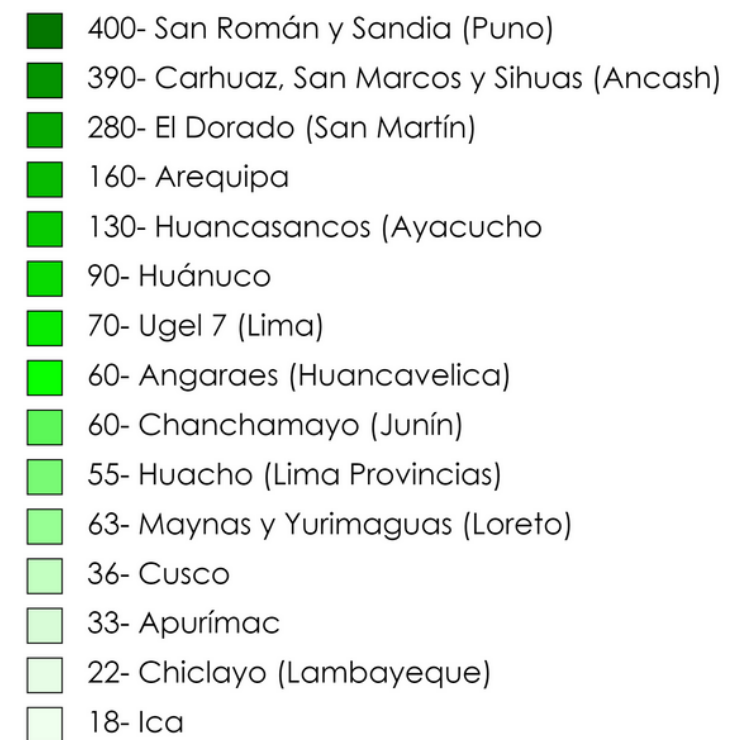 400- San Román y Sandia (Puno)
390- Carhuaz, San Marcos y Sihuas (Ancash)
280- El Dorado (San Martín)
160- Arequipa
130- Huancasancos (Ayacucho
90- Huánuco
70- Ugel 7 (Lima)
60- Angaraes (Huancavelica)
60- Chanchamayo (Junín)
55- Huacho (Lima Provincias)
63- Maynas y Yurimaguas (Loreto)
36- Cusco
33- Apurímac
22- Chiclayo (Lambayeque)
18- Ica